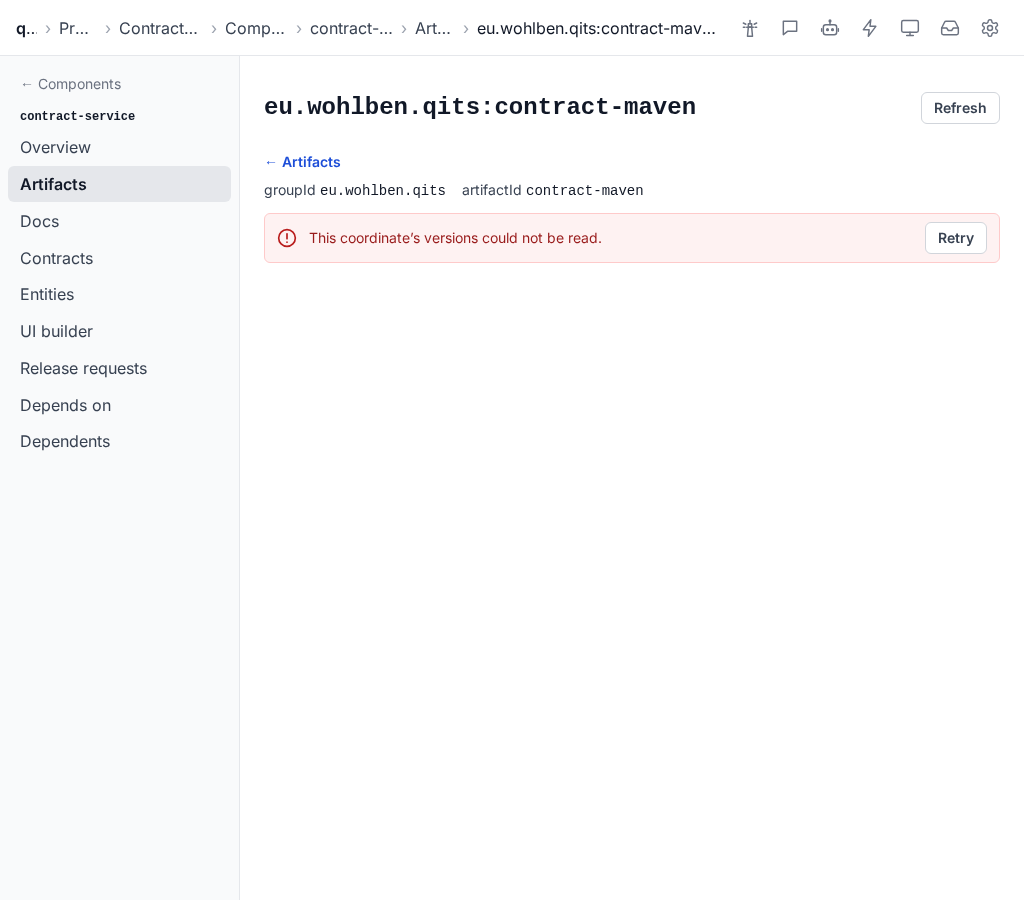 q… › Pr… › Contract… › Comp… › contract-… › Art… › eu.wohlben.qits:contract-mav…
← Components
contract-service
Overview
Artifacts
Docs
Contracts
Entities
UI builder
Release requests
Depends on
Dependents
eu.wohlben.qits:contract-maven
Refresh
← Artifacts
groupId eu.wohlben.qits artifactId contract-maven
This coordinate’s versions could not be read.
Retry